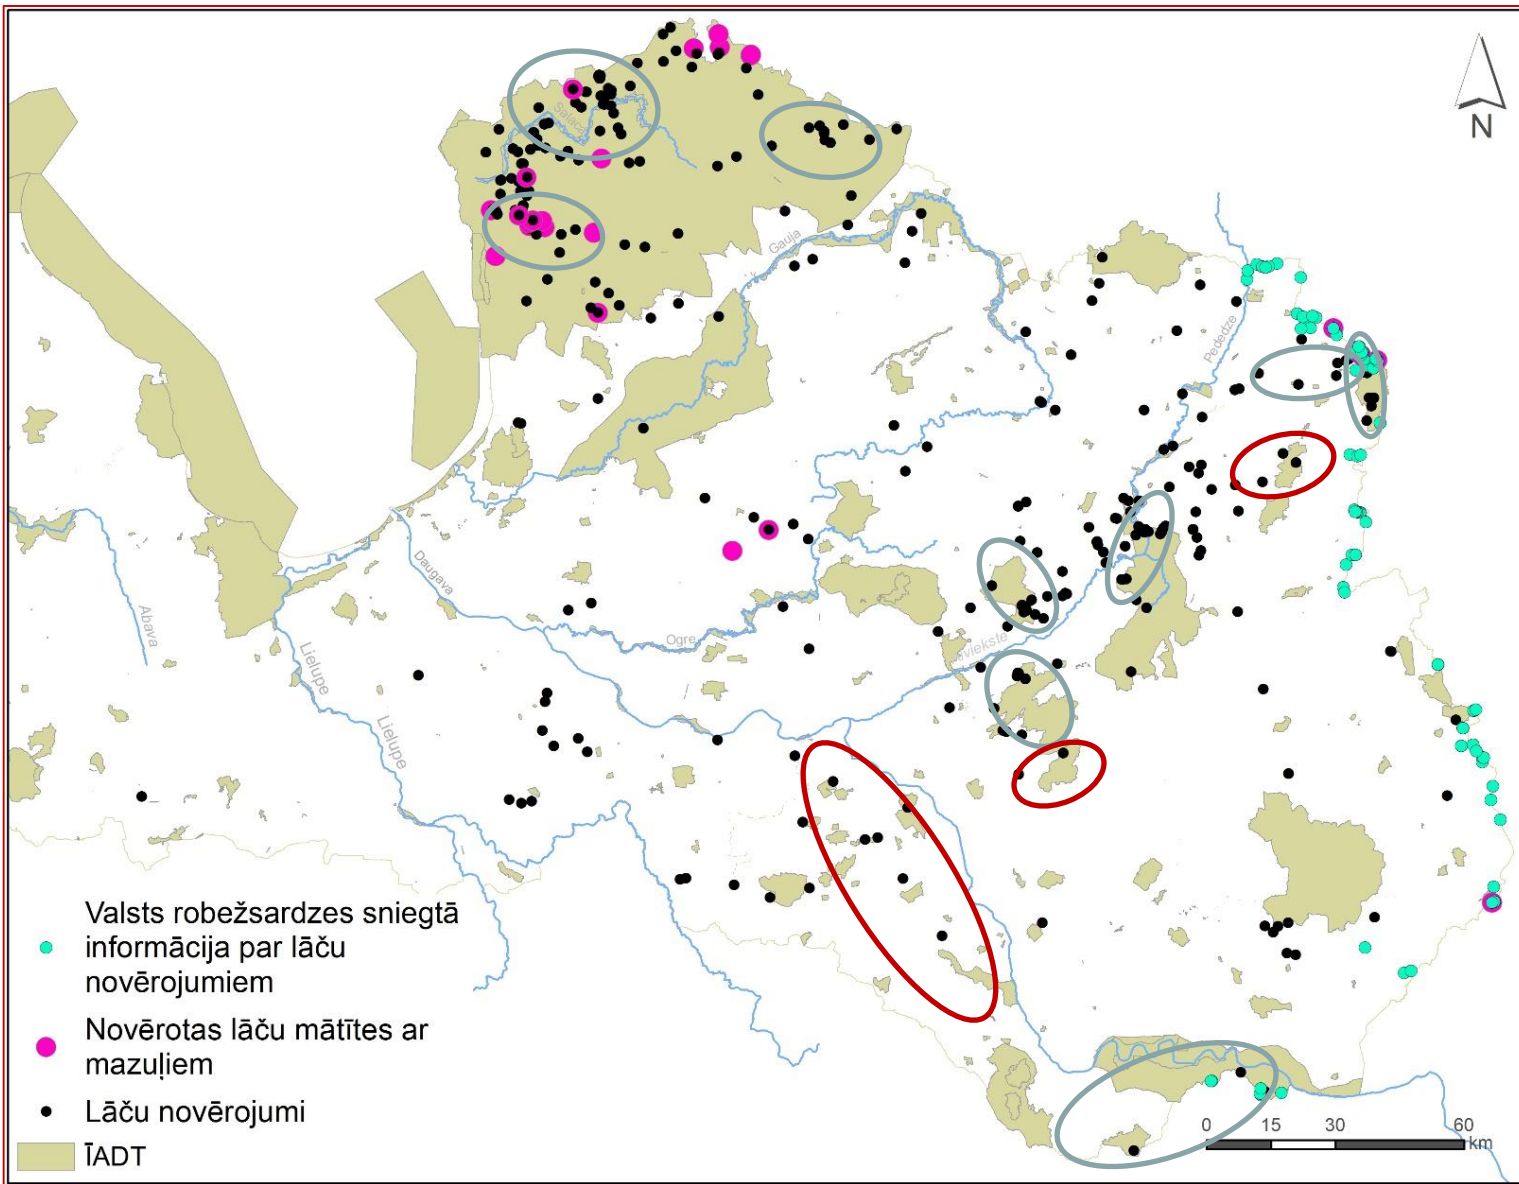 N
Salaca
Gauja
Pededze
Daugava
Abava
Ogre
Lielupe
Lielupe
Valsts robežsardzes sniegtā
informācija par lāču
novērojumiem
Novērotas lāču mātītes ar
mazuļiem
Lāču novērojumi
ĪADT
0 15 30 60
km